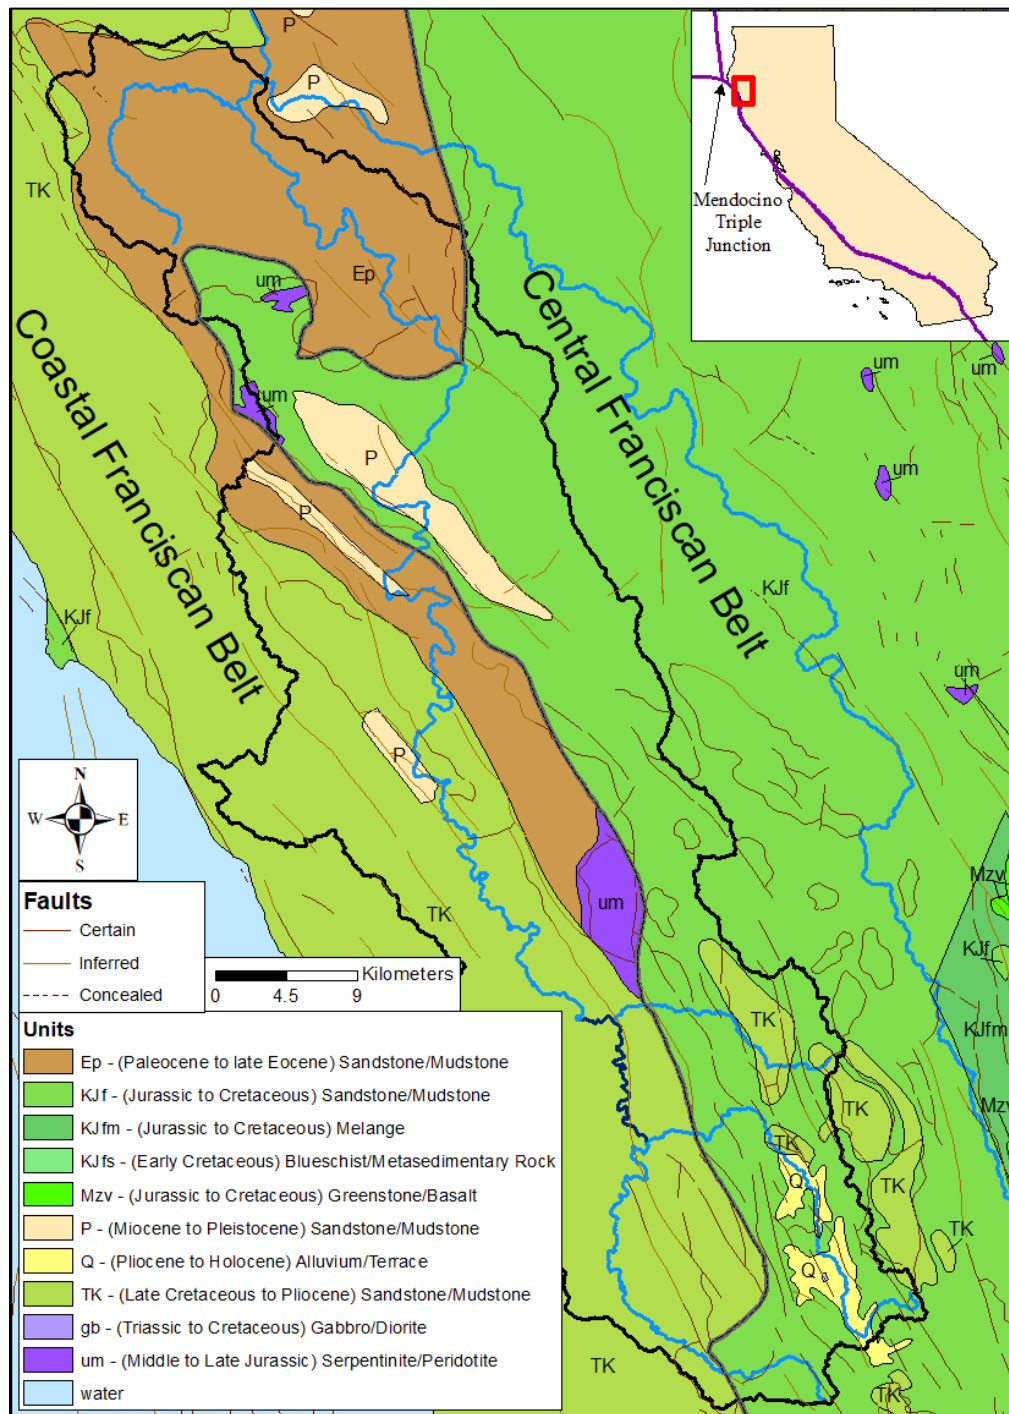 P
P
Mendocino
Triple
Junction
TK
um
Ep
Coastal Franciscan Belt
Central Franciscan Belt
um
um
um
um
P
P
KJf
KJf
um
P
N
W E
S
um
TK
Mzv
KJf
KJfm
Mzv
TK
TK
TK
Q
TK
TK
Q
TK
TK
Faults
Certain
Inferred
Concealed
Kilometers
0 4.5 9
Units
Ep - (Paleocene to late Eocene) Sandstone/Mudstone
KJf - (Jurassic to Cretaceous) Sandstone/Mudstone
KJfm - (Jurassic to Cretaceous) Melange
KJfs - (Early Cretaceous) Blueschist/Metasedimentary Rock
Mzv - (Jurassic to Cretaceous) Greenstone/Basalt
P - (Miocene to Pleistocene) Sandstone/Mudstone
Q - (Pliocene to Holocene) Alluvium/Terrace
TK - (Late Cretaceous to Pliocene) Sandstone/Mudstone
gb - (Triassic to Cretaceous) Gabbro/Diorite
um - (Middle to Late Jurassic) Serpentinite/Peridotite
water